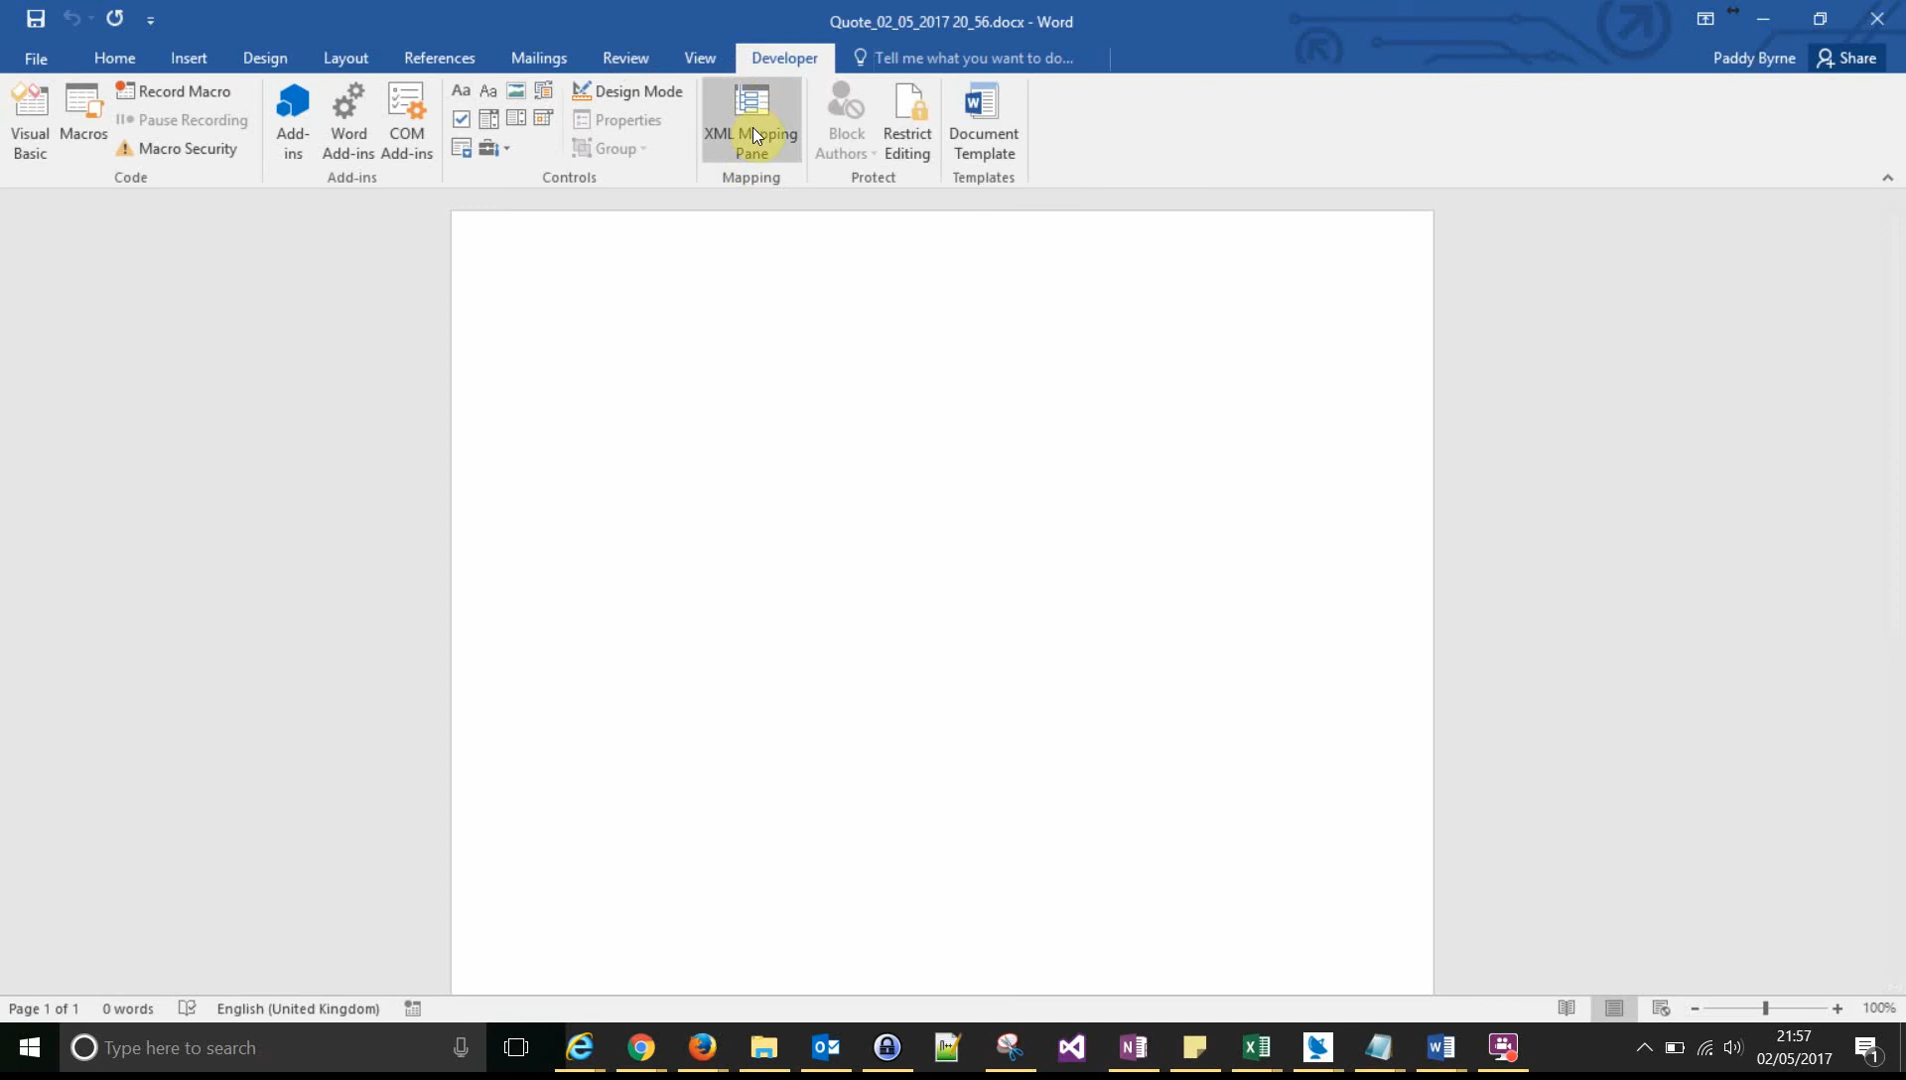 Quote_02_05_2017 20_56.docx - Word
File Home Insert Design Layout References Mailings Review View Developer Tell me what you want to do... Paddy Byrne Share
Visual Basic
Macros
Record Macro
Pause Recording
Macro Security
Code
Add-ins
Word Add-ins
COM Add-ins
Add-ins
Aa Aa
Design Mode
Properties
Group
Controls
XML Mapping Pane
Mapping
Block Authors
Restrict Editing
Protect
Document Template
Templates
Page 1 of 1 0 words English (United Kingdom) 100%
Type here to search
21:57
02/05/2017
1